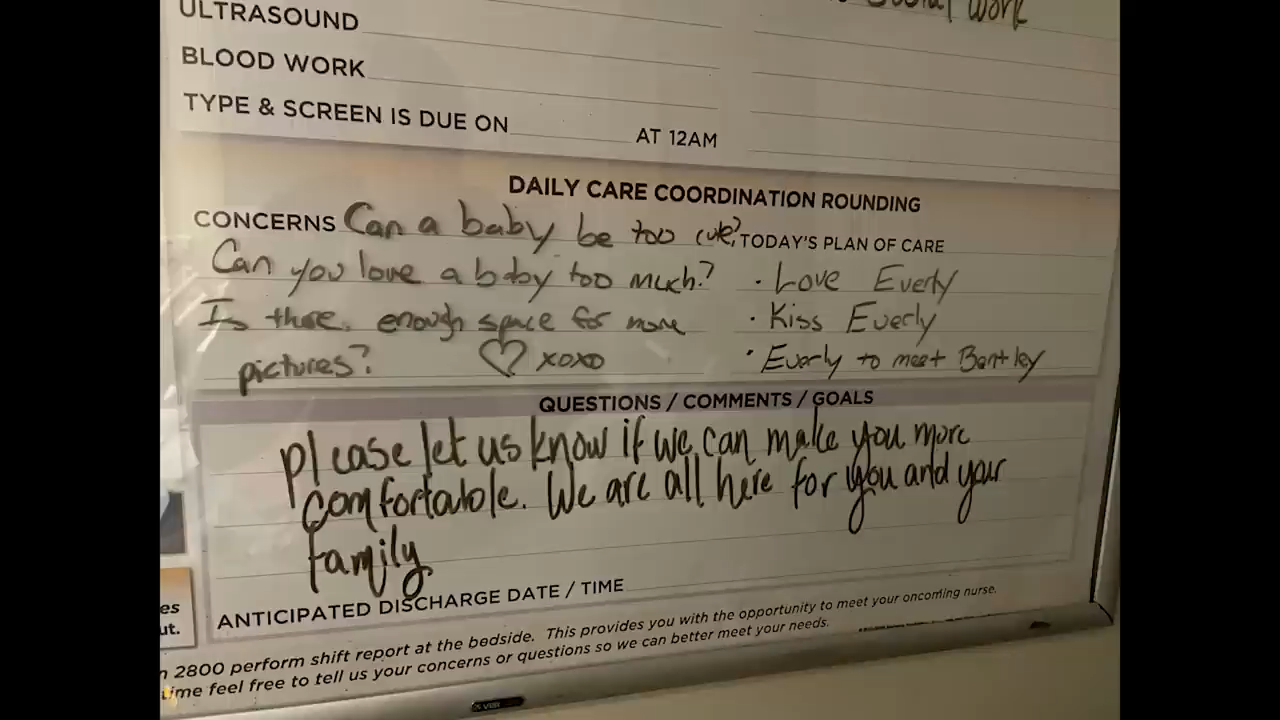 Social Work
ULTRASOUND
BLOOD WORK
TYPE & SCREEN IS DUE ON AT 12AM
DAILY CARE COORDINATION ROUNDING
CONCERNS Can a baby be too cute?
Can you love a baby too much?
Is there enough space for more
pictures? ♡ xoxo
TODAY'S PLAN OF CARE
· Love Everly
· Kiss Everly
· Everly to meet Bentley
QUESTIONS / COMMENTS / GOALS
please let us know if we can make you more
comfortable. We are all here for you and your
family
ANTICIPATED DISCHARGE DATE / TIME
es
ut.
n 2800 perform shift report at the bedside. This provides you with the opportunity to meet your oncoming nurse.
time feel free to tell us your concerns or questions so we can better meet your needs.